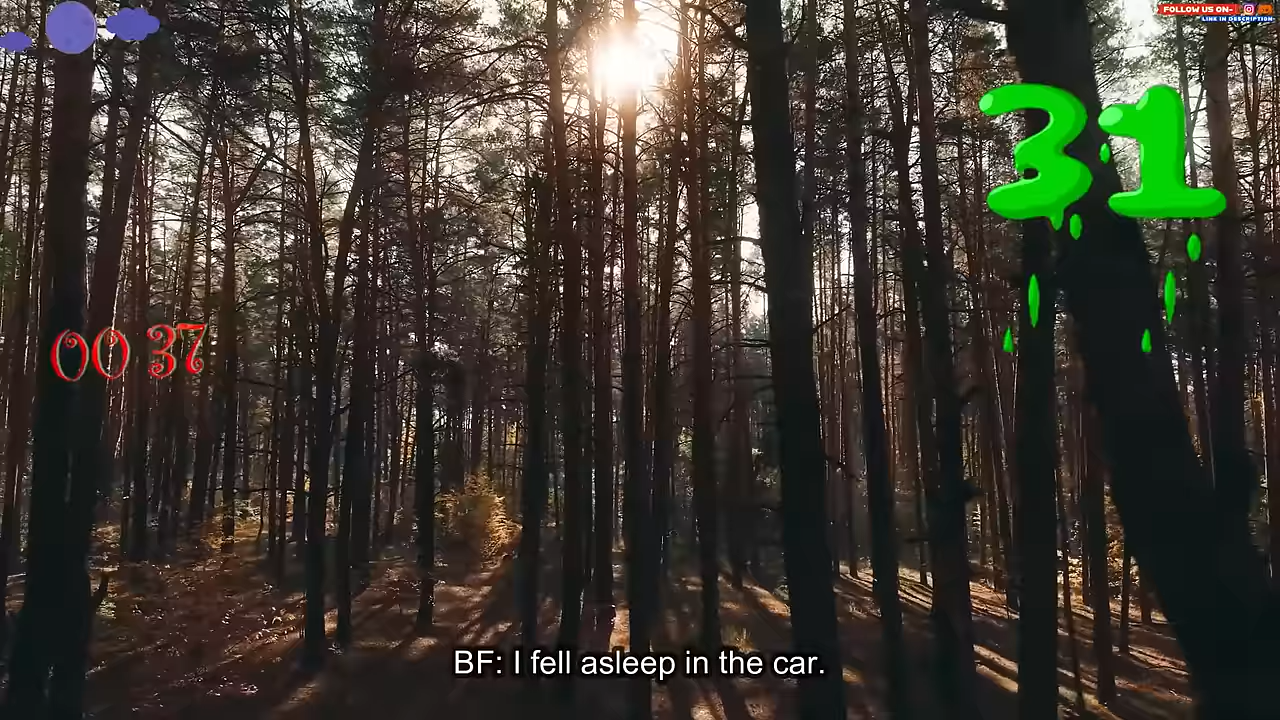 FOLLOW US ON-
LINK IN DESCRIPTION-
31
00 37
BF: I fell asleep in the car.